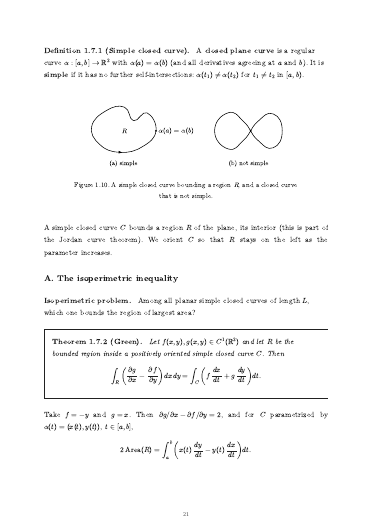 Definition 1.7.1 (Simple closed curve). A closed plane curve is a regular
curve α : [a, b] → ℝ² with α(a) = α(b) (and all derivatives agreeing at a and b). It is
simple if it has no further self-intersections: α(t₁) ≠ α(t₂) for t₁ ≠ t₂ in [a, b).
R
α(a) = α(b)
(a) simple
(b) not simple
Figure 1.10. A simple closed curve bounding a region R, and a closed curve
that is not simple.
A simple closed curve C bounds a region R of the plane, its interior (this is part of
the Jordan curve theorem). We orient C so that R stays on the left as the
parameter increases.
A. The isoperimetric inequality
Isoperimetric problem. Among all planar simple closed curves of length L,
which one bounds the region of largest area?
Theorem 1.7.2 (Green). Let f(x, y), g(x, y) ∈ C¹(ℝ²) and let R be the
bounded region inside a positively oriented simple closed curve C. Then
∫_R (∂g/∂x − ∂f/∂y) dx dy = ∫_C (f dx/dt + g dy/dt) dt.
Take f = −y and g = x. Then ∂g/∂x − ∂f/∂y = 2, and for C parametrized by
α(t) = (x(t), y(t)), t ∈ [a, b],
2 Area(R) = ∫_a^b (x(t) dy/dt − y(t) dx/dt) dt.
21